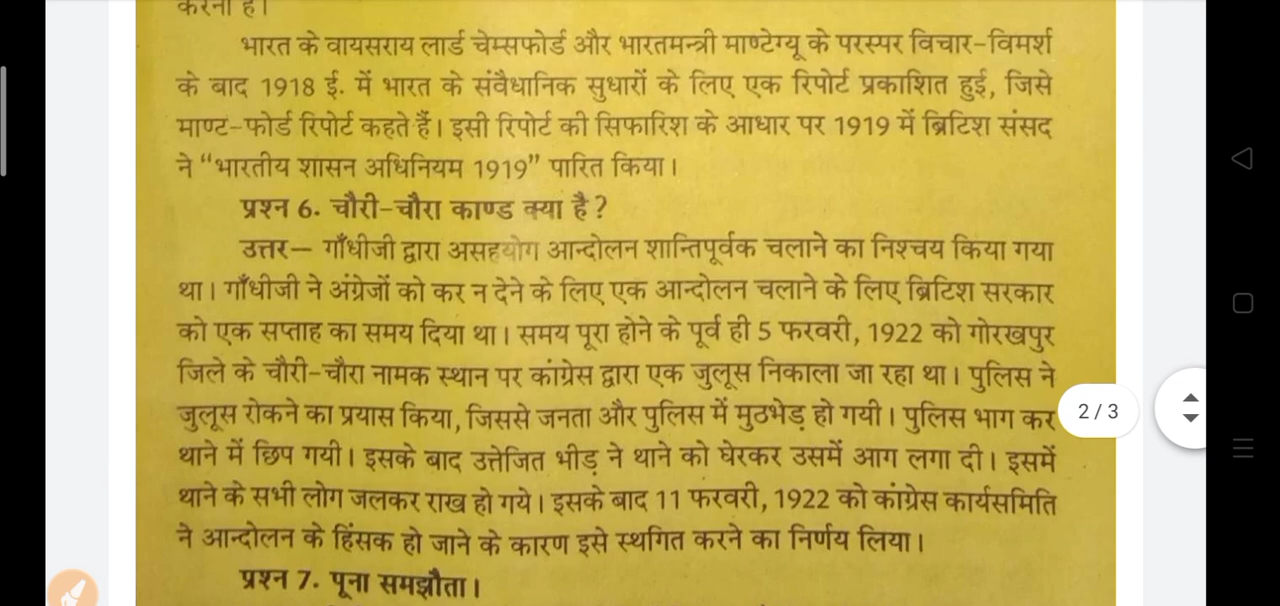 करना है।
भारत के वायसराय लार्ड चेम्सफोर्ड और भारतमन्त्री माण्टेग्यू के परस्पर विचार-विमर्श
के बाद 1918 ई. में भारत के संवैधानिक सुधारों के लिए एक रिपोर्ट प्रकाशित हुई, जिसे
माण्ट-फोर्ड रिपोर्ट कहते हैं। इसी रिपोर्ट की सिफारिश के आधार पर 1919 में ब्रिटिश संसद
ने “भारतीय शासन अधिनियम 1919” पारित किया।
प्रश्न 6. चौरी-चौरा काण्ड क्या है?
उत्तर— गाँधीजी द्वारा असहयोग आन्दोलन शान्तिपूर्वक चलाने का निश्चय किया गया
था। गाँधीजी ने अंग्रेजों को कर न देने के लिए एक आन्दोलन चलाने के लिए ब्रिटिश सरकार
को एक सप्ताह का समय दिया था। समय पूरा होने के पूर्व ही 5 फरवरी, 1922 को गोरखपुर
जिले के चौरी-चौरा नामक स्थान पर कांग्रेस द्वारा एक जुलूस निकाला जा रहा था। पुलिस ने
जुलूस रोकने का प्रयास किया, जिससे जनता और पुलिस में मुठभेड़ हो गयी। पुलिस भाग कर
थाने में छिप गयी। इसके बाद उत्तेजित भीड़ ने थाने को घेरकर उसमें आग लगा दी। इसमें
थाने के सभी लोग जलकर राख हो गये। इसके बाद 11 फरवरी, 1922 को कांग्रेस कार्यसमिति
ने आन्दोलन के हिंसक हो जाने के कारण इसे स्थगित करने का निर्णय लिया।
प्रश्न 7. पूना समझौता।
2 / 3